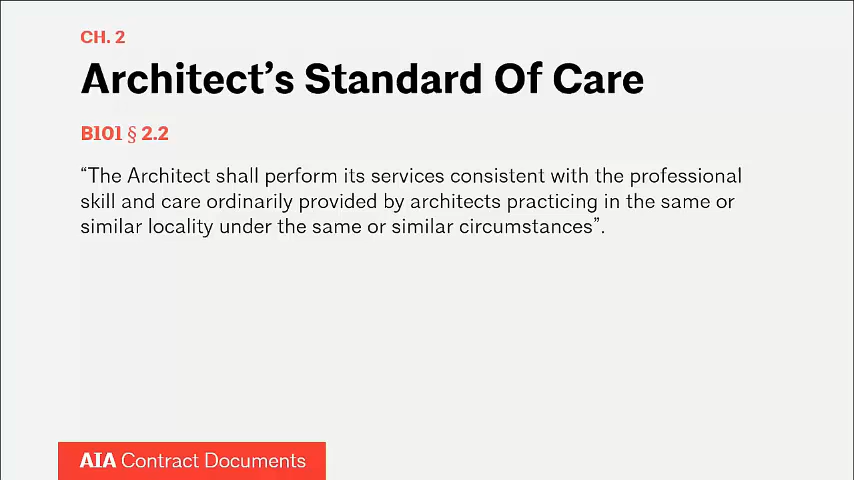 CH. 2
Architect’s Standard Of Care
B101 § 2.2
“The Architect shall perform its services consistent with the professional
skill and care ordinarily provided by architects practicing in the same or
similar locality under the same or similar circumstances”.
AIA Contract Documents